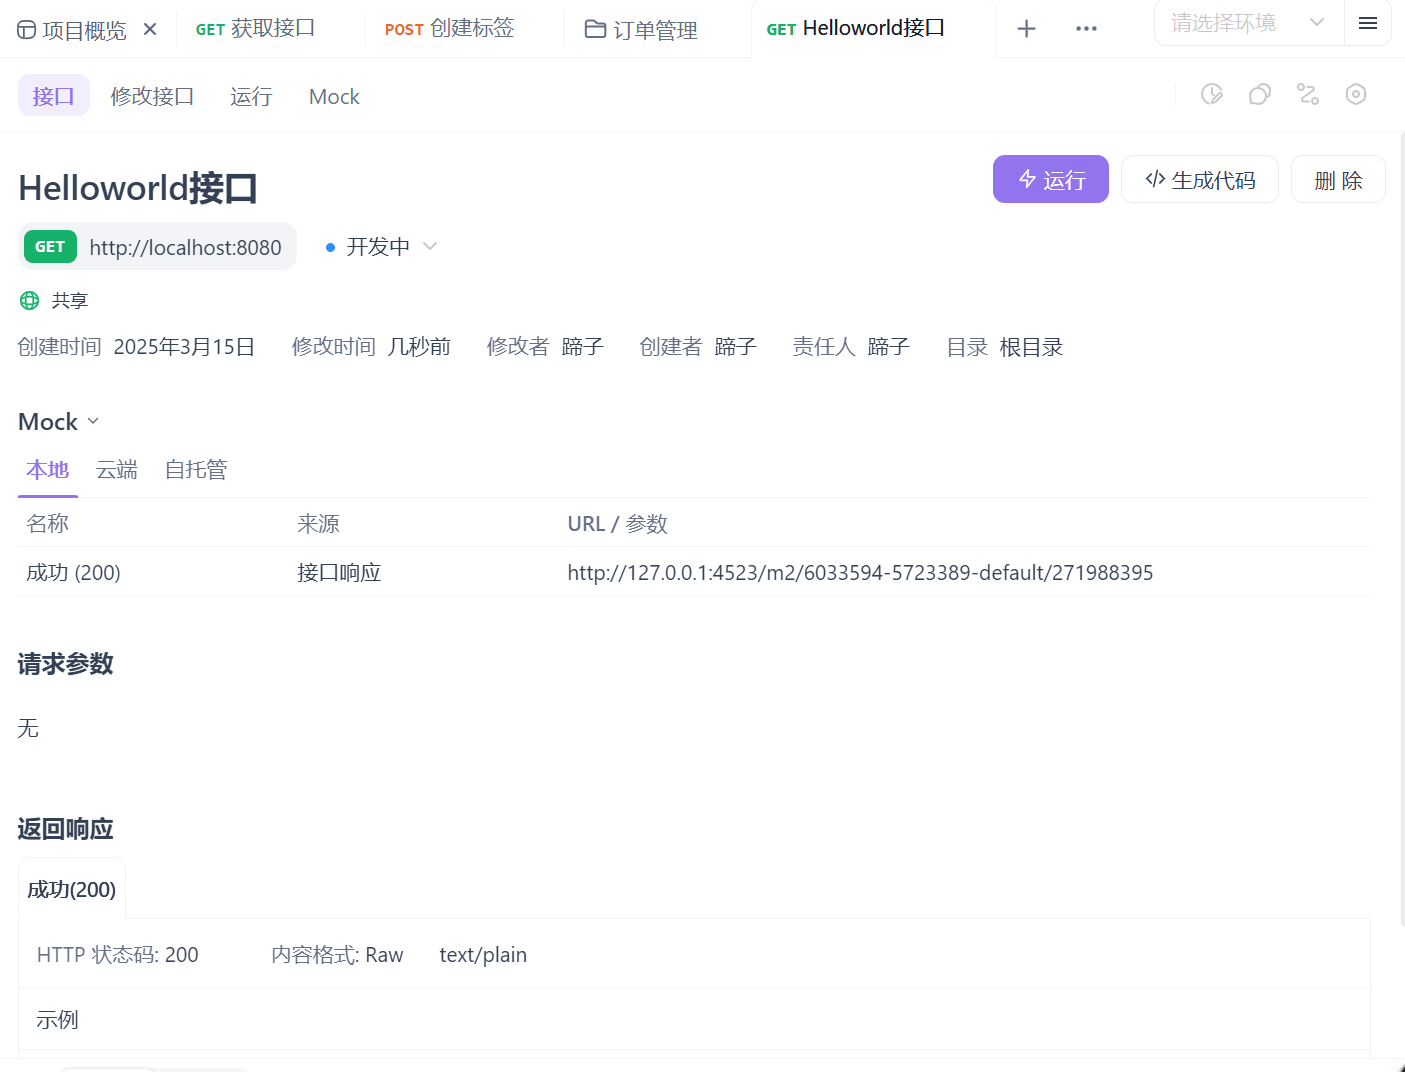 项目概览
GET 获取接口
POST 创建标签
订单管理
GET Helloworld接口
请选择环境
接口
修改接口
运行
Mock
Helloworld接口
运行
生成代码
删 除
GET http://localhost:8080
开发中
共享
创建时间 2025年3月15日 修改时间 几秒前 修改者 蹄子 创建者 蹄子 责任人 蹄子 目录 根目录
Mock
本地 云端 自托管
名称 来源 URL / 参数
成功 (200) 接口响应 http://127.0.0.1:4523/m2/6033594-5723389-default/271988395
请求参数
无
返回响应
成功(200)
HTTP 状态码: 200 内容格式: Raw text/plain
示例